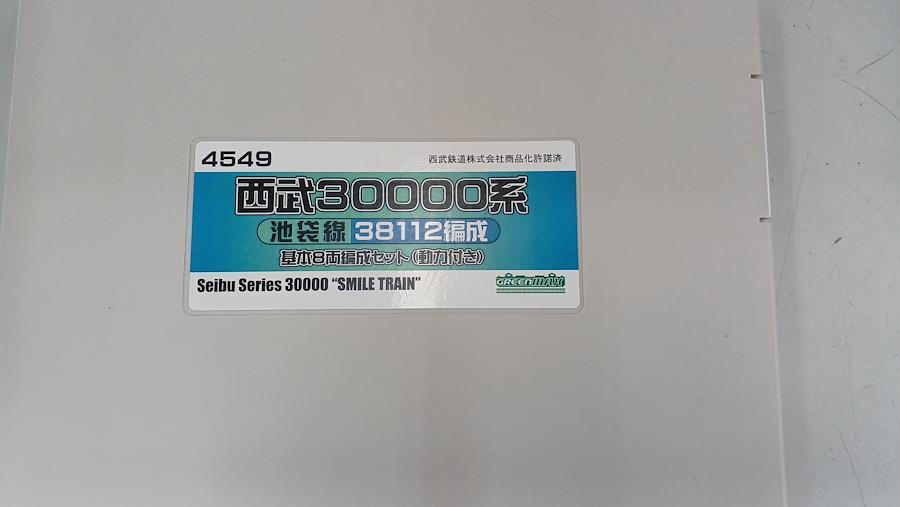 4549
西武鉄道株式会社商品化許諾済
西武30000系
池袋線 38112編成
基本8両編成セット(動力付き)
Seibu Series 30000 “SMILE TRAIN”
GREENMAX